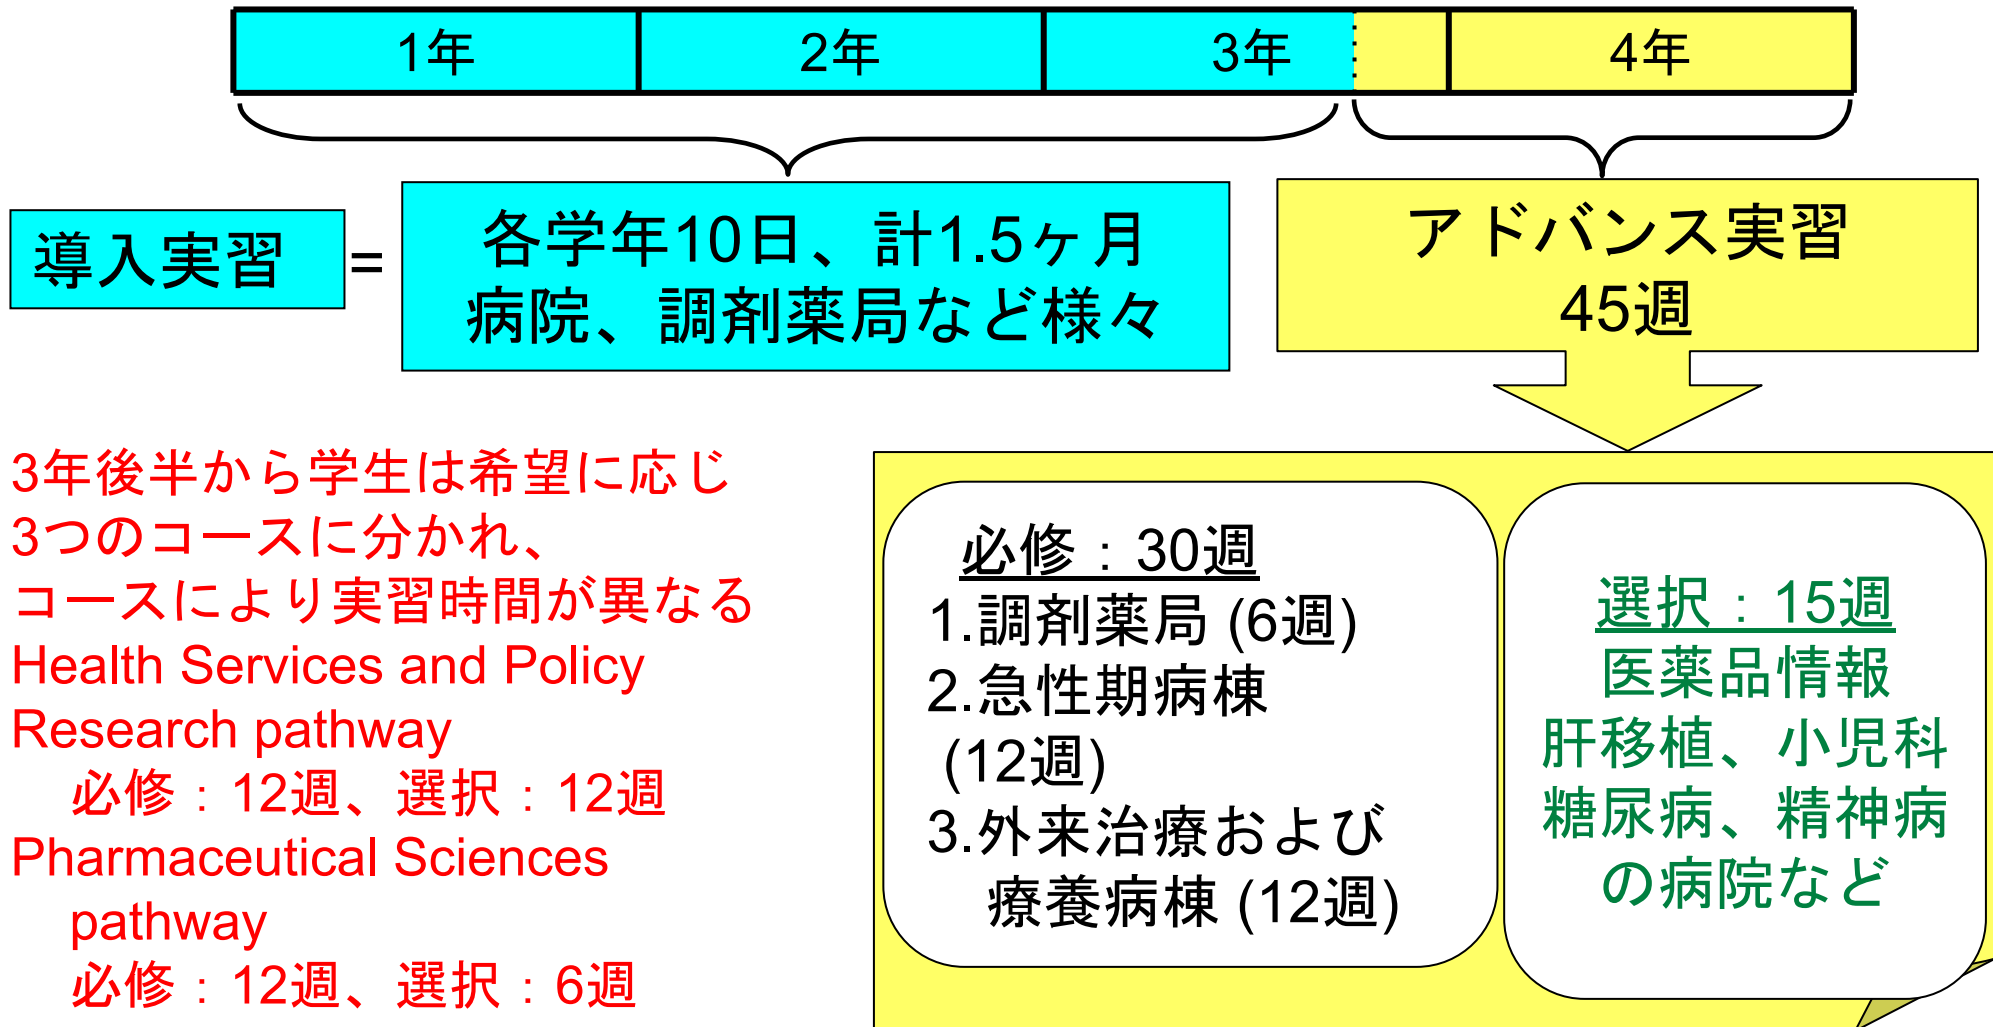 1年 2年 3年 4年
導入実習 =
各学年10日、計1.5ヶ月
病院、調剤薬局など様々
アドバンス実習
45週
3年後半から学生は希望に応じ
3つのコースに分かれ、
コースにより実習時間が異なる
Health Services and Policy
Research pathway
必修：12週、選択：12週
Pharmaceutical Sciences
pathway
必修：12週、選択：6週
必修：30週
1.調剤薬局 (6週)
2.急性期病棟
(12週)
3.外来治療および
療養病棟 (12週)
選択：15週
医薬品情報
肝移植、小児科
糖尿病、精神病
の病院など